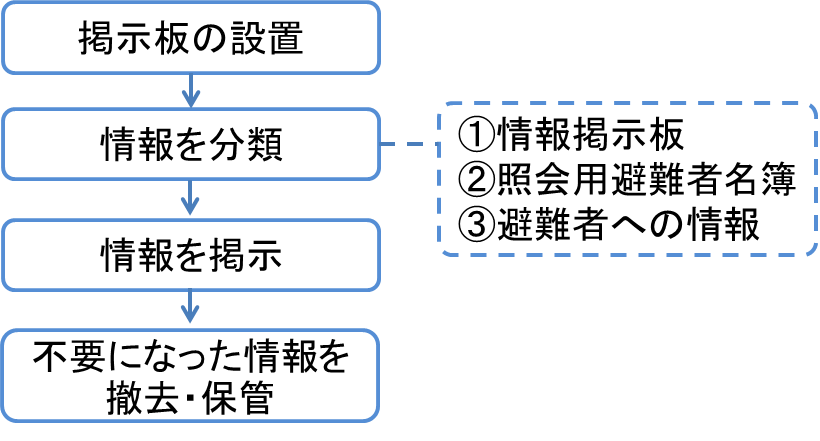 掲示板の設置
情報を分類
①情報掲示板
②照会用避難者名簿
③避難者への情報
情報を掲示
不要になった情報を
撤去・保管